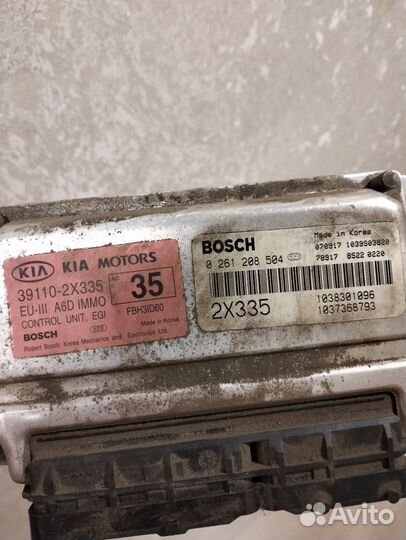 KIA KIA MOTORS
39110-2X335
EU-III A6D IMMO
CONTROL UNIT, EGI
35
FBH3ID60
BOSCH
Made in Korea
Robert Bosch Korea Mechanics and Electronics Ltd.
BOSCH
Made in Korea
070917 1039S03820
0 261 208 504
70917 8522 0220
2X335
1038301096
1037368793
Avito